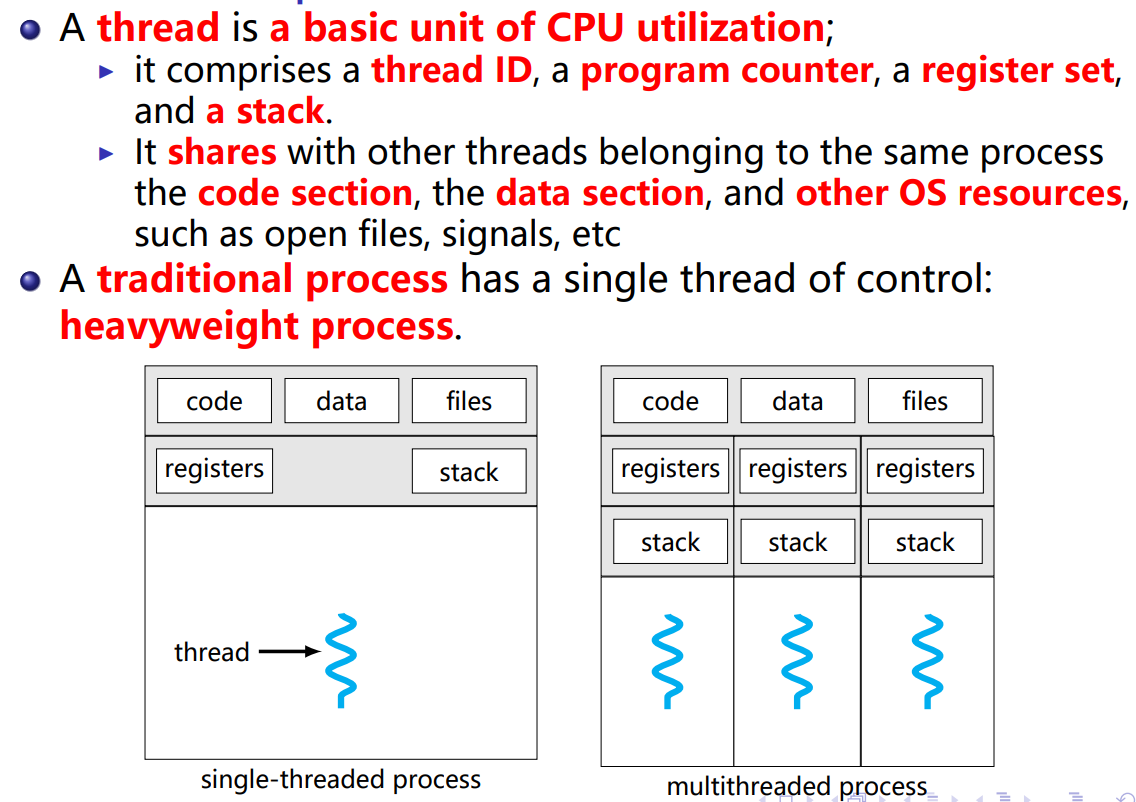 A thread is a basic unit of CPU utilization;
it comprises a thread ID, a program counter, a register set,
and a stack.
It shares with other threads belonging to the same process
the code section, the data section, and other OS resources,
such as open files, signals, etc
A traditional process has a single thread of control:
heavyweight process.
code data files
registers stack
thread
single-threaded process
code data files
registers registers registers
stack stack stack
multithreaded process